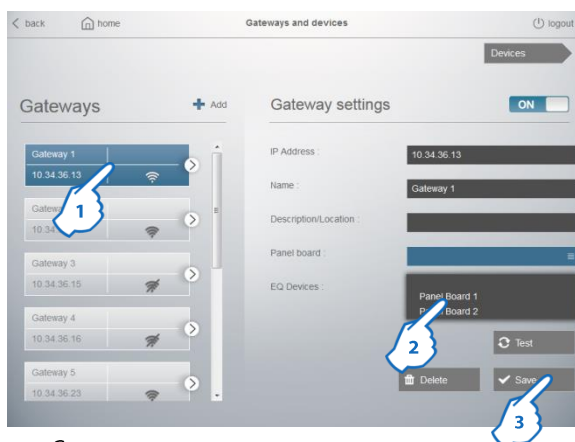 back home Gateways and devices logout
Devices
Gateways Add
Gateway settings ON
Gateway 1
10.34.36.13
1
10.34
Gateway 3
10.34.36.15
Gateway 4
10.34.36.16
Gateway 5
10.34.36.23
IP Address : 10.34.36.13
Name : Gateway 1
Description/Location :
Panel board :
EQ Devices :
Panel Board 1
Board 2
2
Test
Delete
Save
3